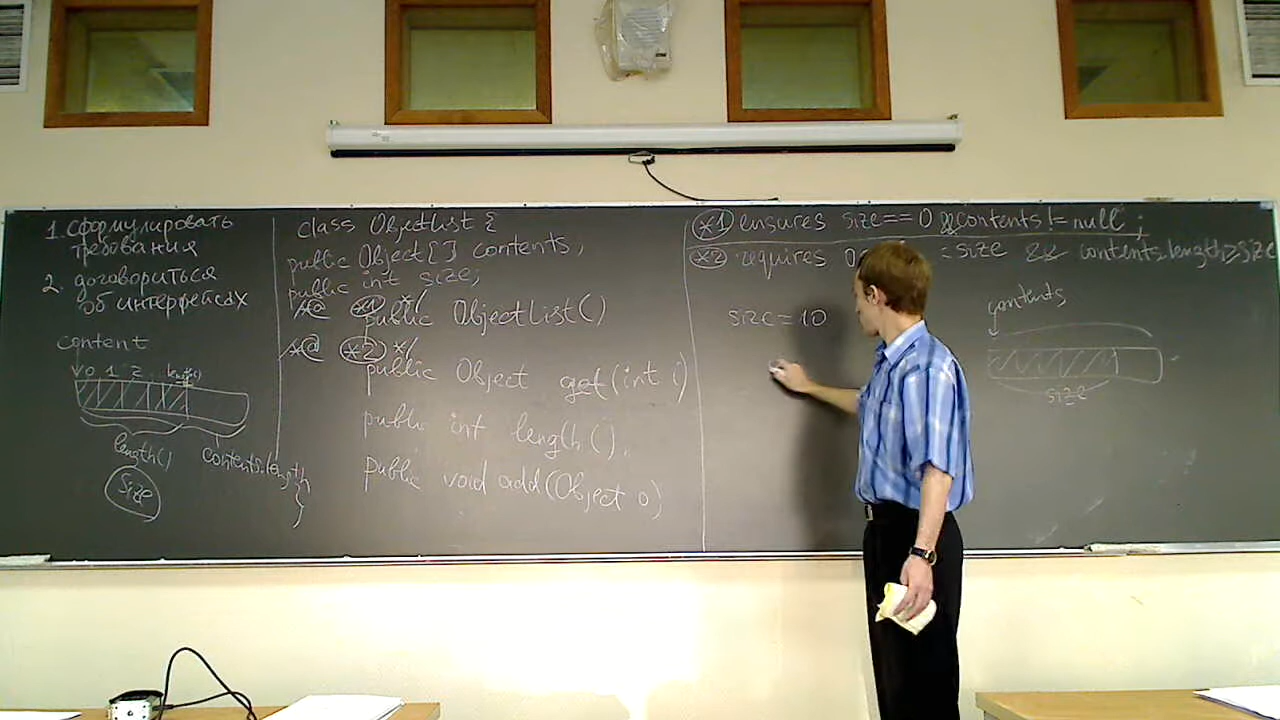 1. сформулировать
требования
2. договориться
об интерфейсах
content
0 1 2
length()
contents.length
size
class ObjectList {
public Object[] contents,
public int size;
/*@ *1 */
public ObjectList()
/*@ *2 */
public Object get(int i)
public int length();
public void add(Object o)
}
*1 ensures size==0 && contents != null;
*2 requires 0 =size && contents.length≥size
size=10
contents
size